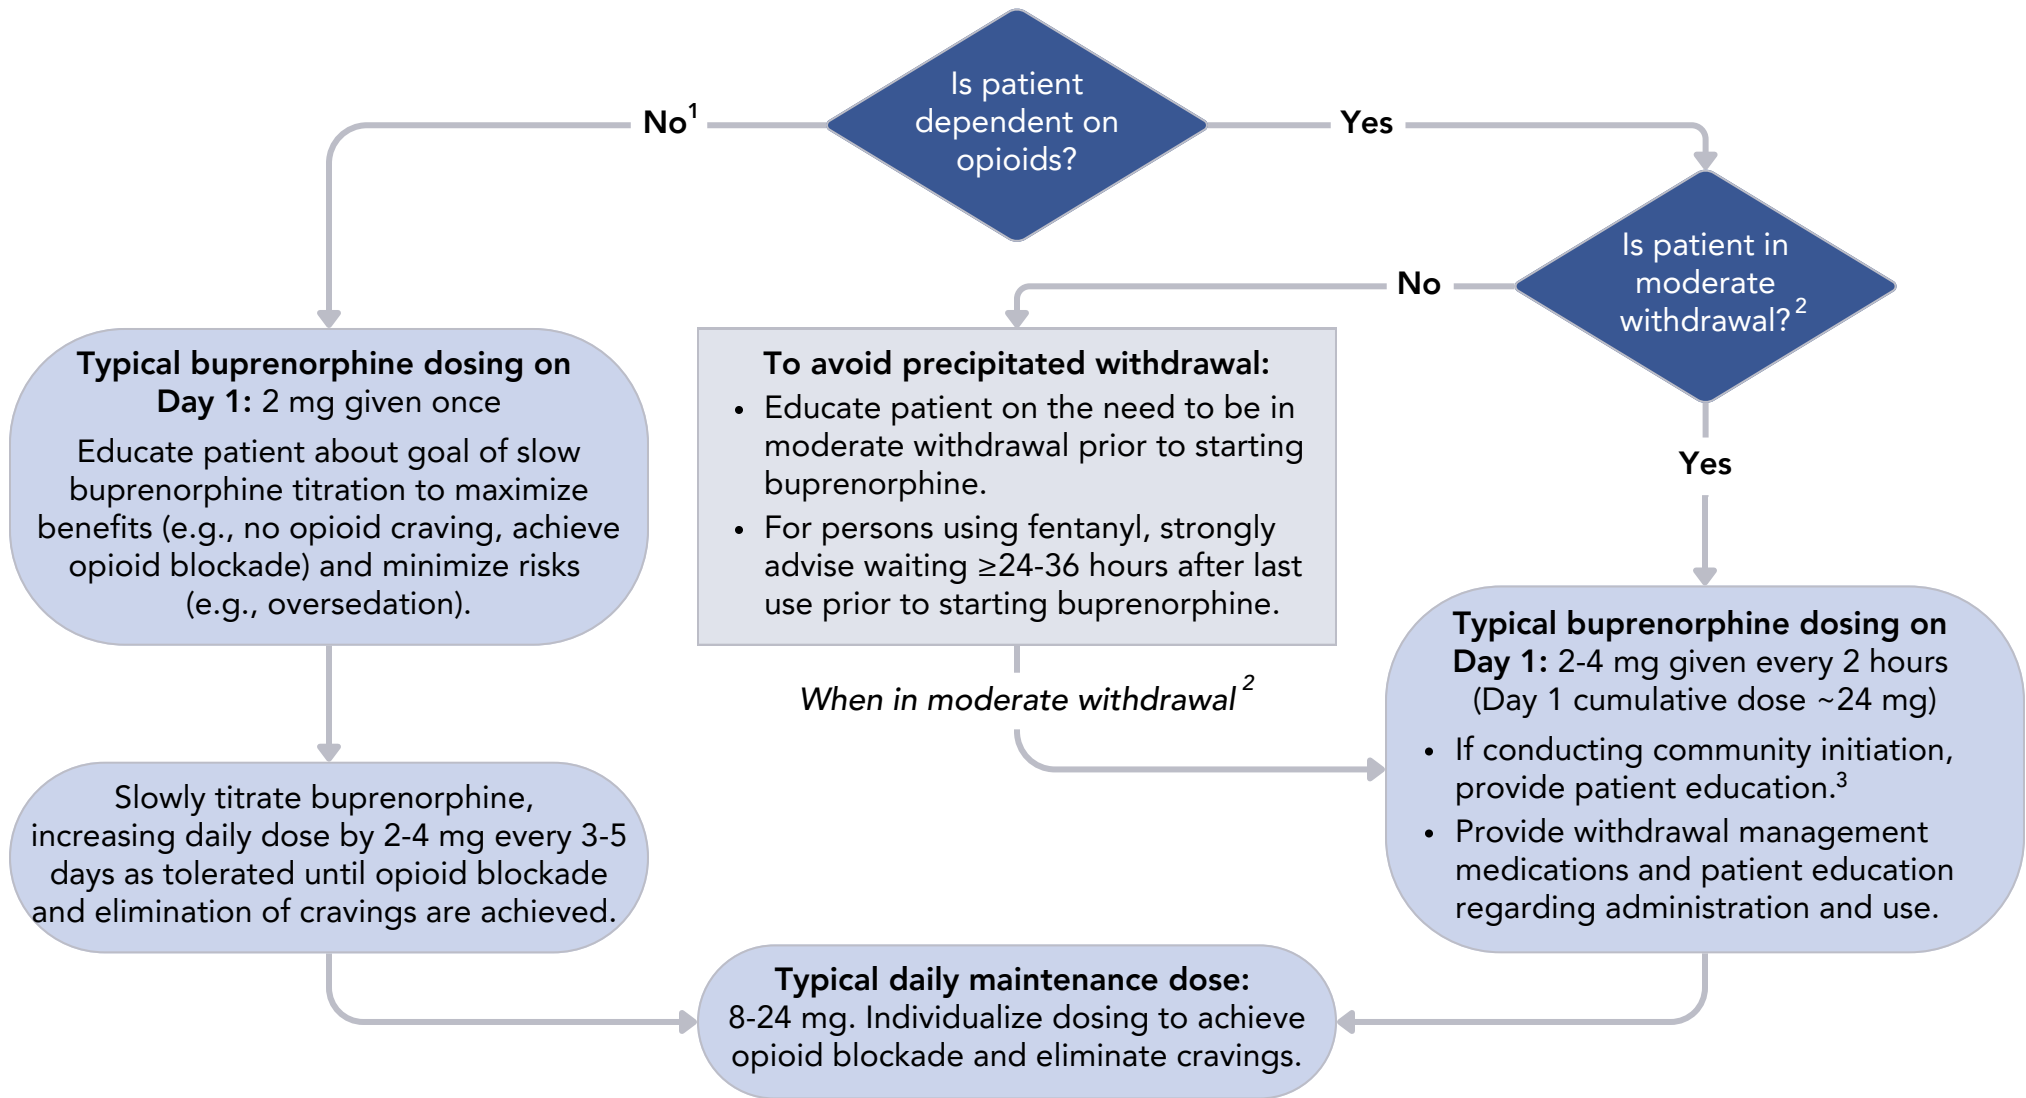 Is patient
dependent on
opioids?
No¹
Yes
Is patient in
moderate
withdrawal?²
No
Yes
Typical buprenorphine dosing on
Day 1: 2 mg given once
Educate patient about goal of slow
buprenorphine titration to maximize
benefits (e.g., no opioid craving, achieve
opioid blockade) and minimize risks
(e.g., oversedation).
To avoid precipitated withdrawal:
• Educate patient on the need to be in
moderate withdrawal prior to starting
buprenorphine.
• For persons using fentanyl, strongly
advise waiting ≥24-36 hours after last
use prior to starting buprenorphine.
When in moderate withdrawal²
Typical buprenorphine dosing on
Day 1: 2-4 mg given every 2 hours
(Day 1 cumulative dose ~24 mg)
• If conducting community initiation,
provide patient education.³
• Provide withdrawal management
medications and patient education
regarding administration and use.
Slowly titrate buprenorphine,
increasing daily dose by 2-4 mg every 3-5
days as tolerated until opioid blockade
and elimination of cravings are achieved.
Typical daily maintenance dose:
8-24 mg. Individualize dosing to achieve
opioid blockade and eliminate cravings.